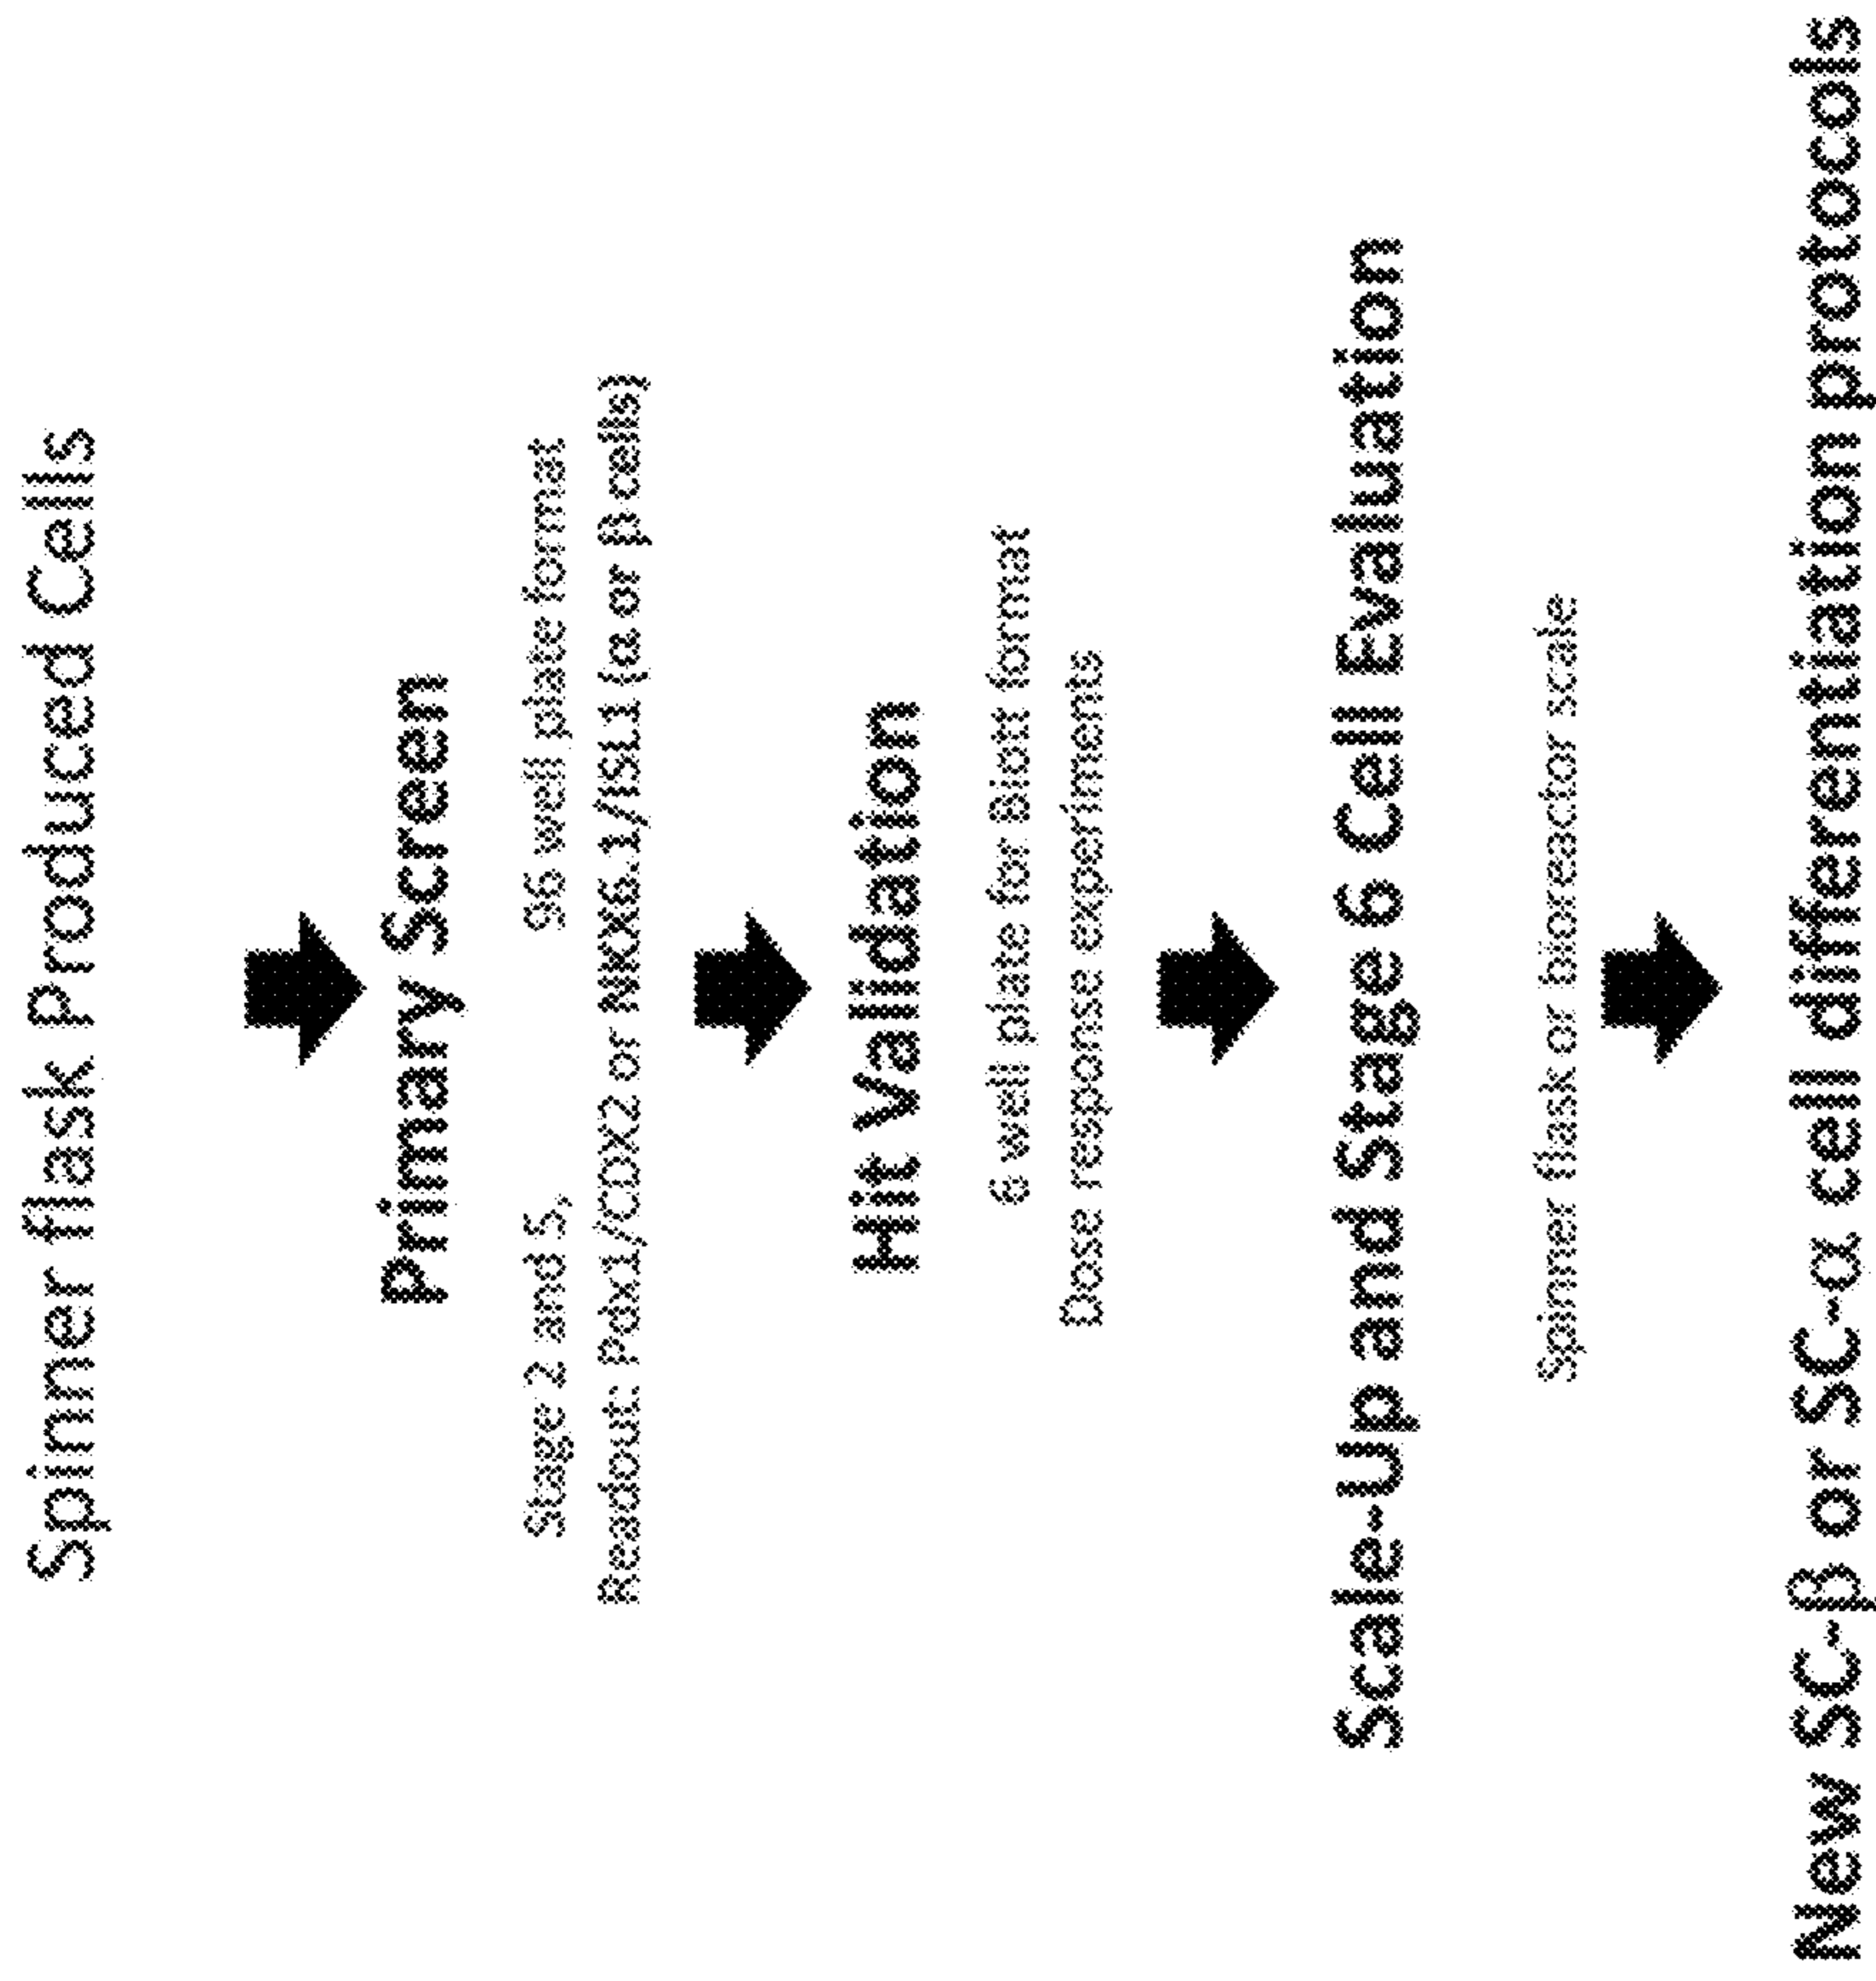 Spinner flask Produced Cells
Primary Screen
Stage 2 and 5, 96 well plate format
Readout: Pdx1/CDX2 or NKX6.1/ISL1 (α or β cells)
Hit Validation
6 well plate for Biott format
Dose response experiments
Scale-Up and Stage 6 Cell Evaluation
Spinner flask or bioreactor scale
New SC-β or SC-α cell differentiation protocols